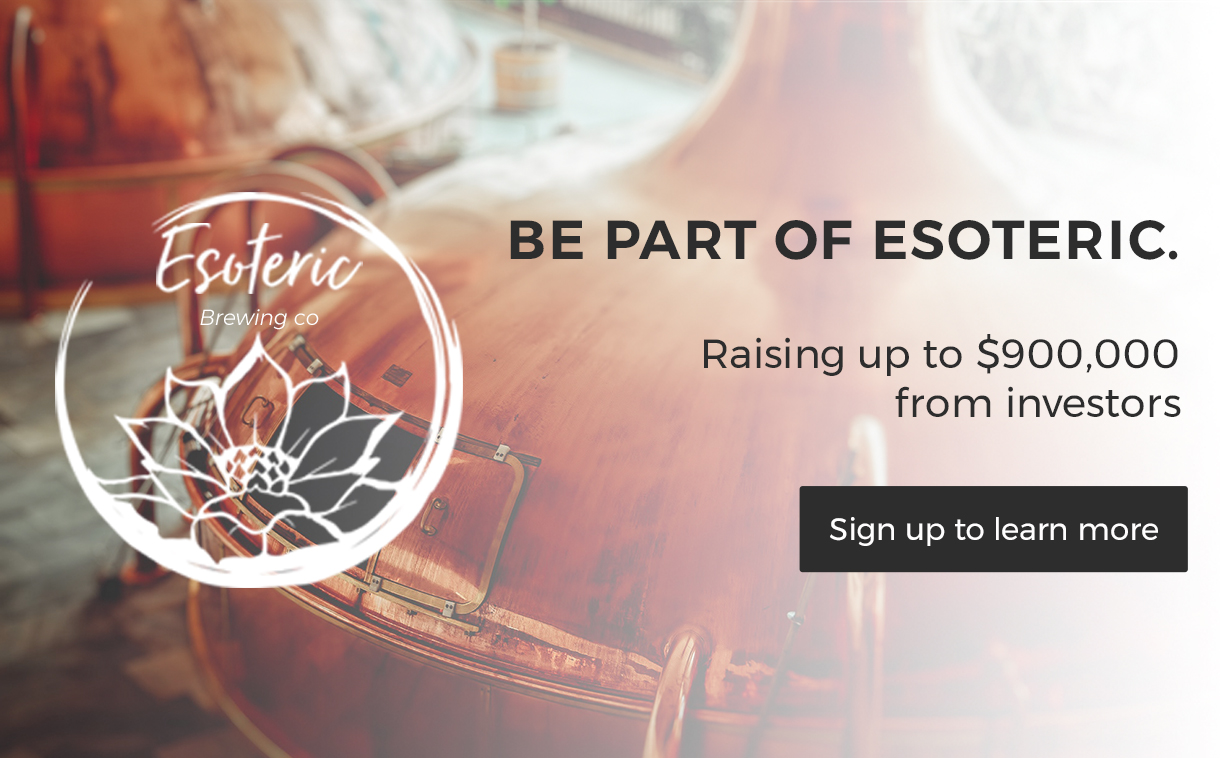 Esoteric
Brewing co
BE PART OF ESOTERIC.
Raising up to $900,000
from investors
Sign up to learn more